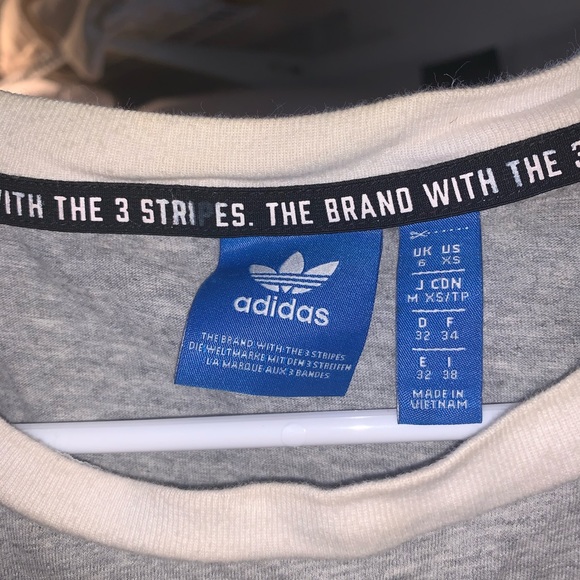 WITH THE 3 STRIPES. THE BRAND WITH THE 3
adidas
THE BRAND WITH THE 3 STRIPES
DIE WELTMARKE MIT DEN 3 STREIFEN
LA MARQUE AUX 3 BANDES
UK US
6 XS
J CDN
M XS/TP
D F
32 34
E I
32 38
MADE IN
VIETNAM